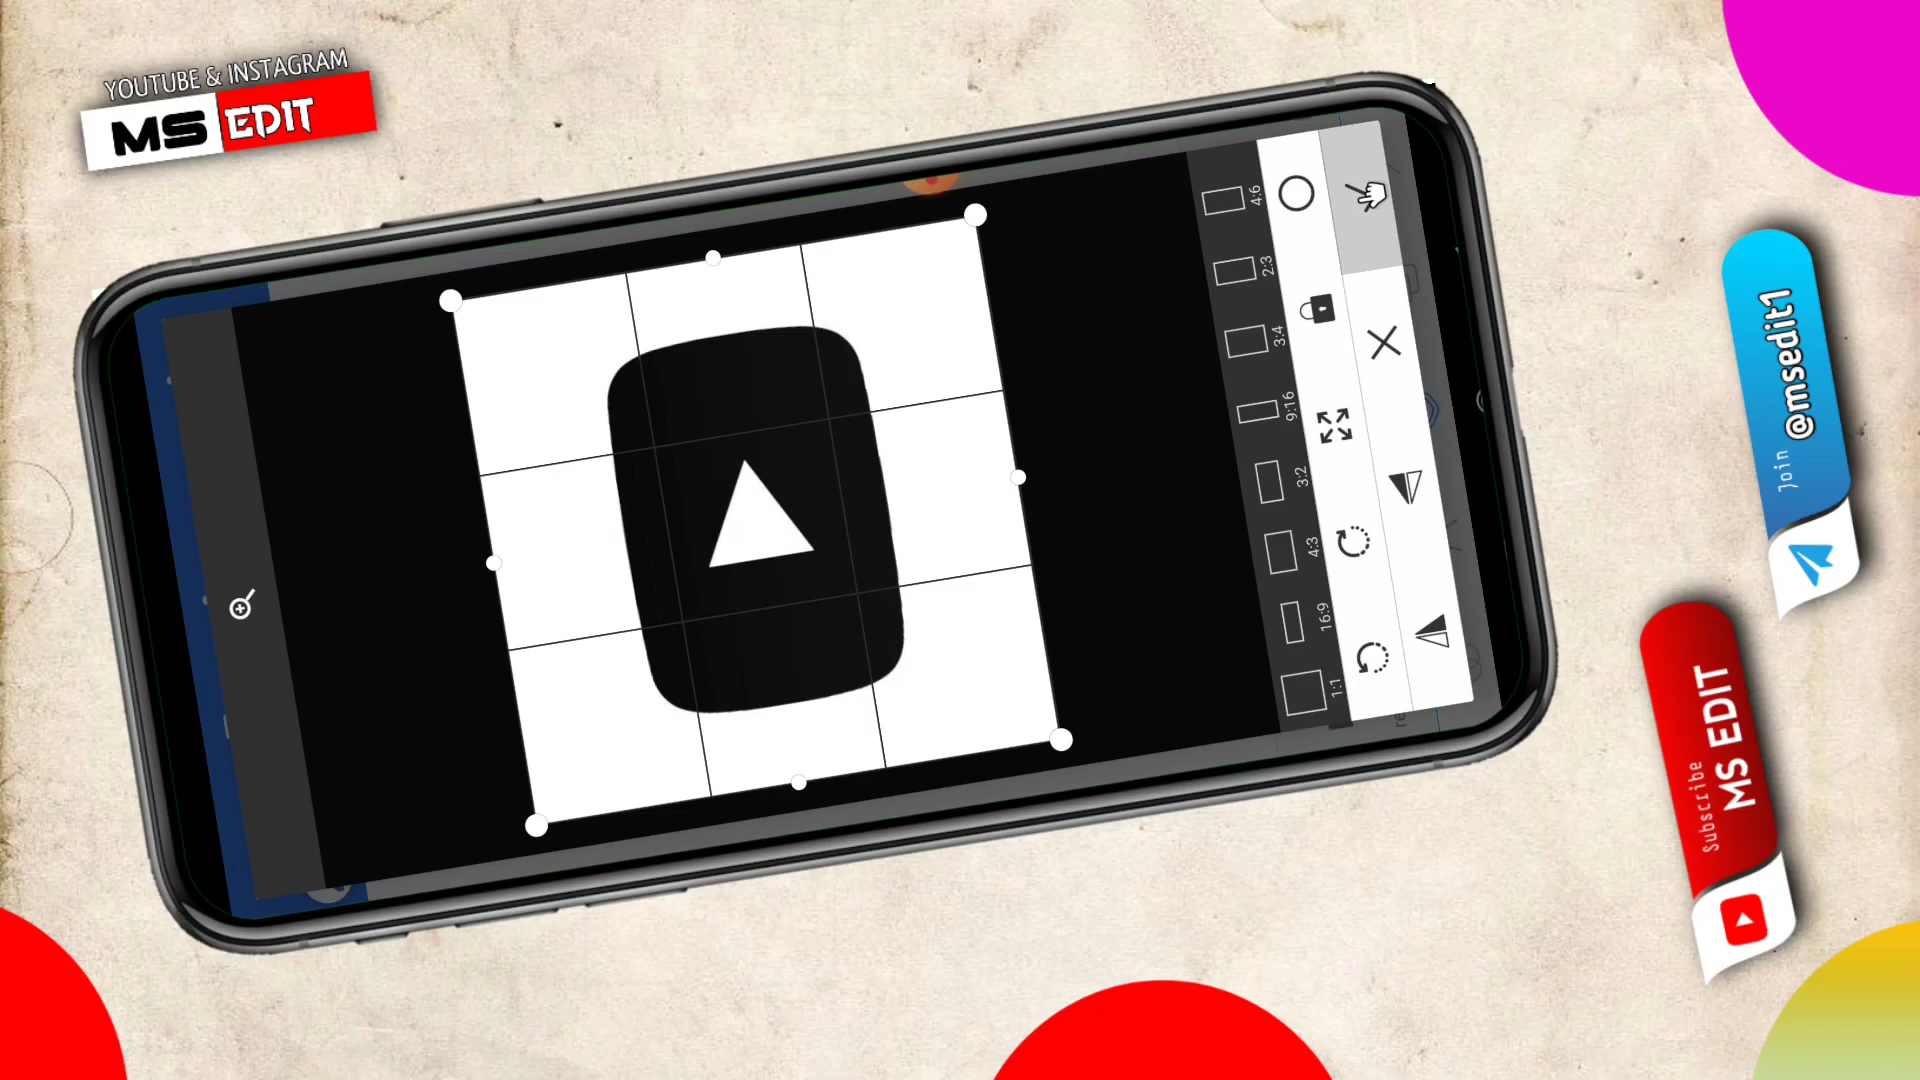 YOUTUBE & INSTAGRAM
MS EDIT
4:6
2:3
3:4
9:16
3:2
4:3
16:9
1:1
Join @msedit1
Subscribe
MS EDIT